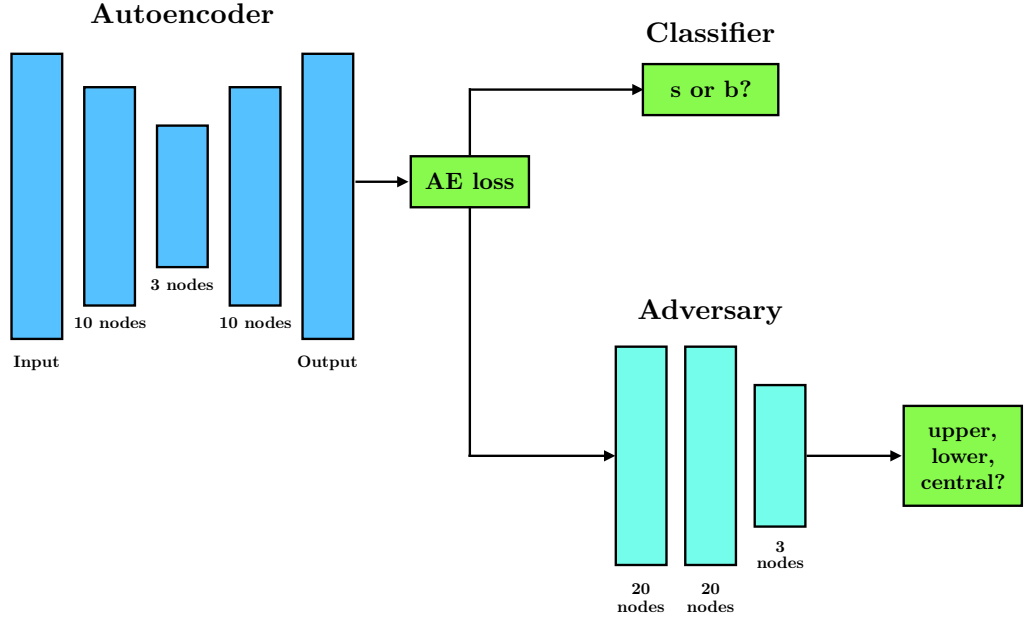 Autoencoder
Input
10 nodes
3 nodes
10 nodes
Output
AE loss
Classifier
s or b?
Adversary
20
nodes
20
nodes
3
nodes
upper,
lower,
central?